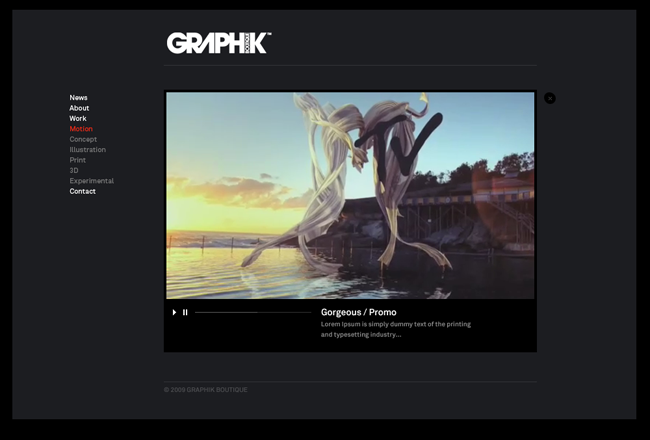 GRAPHIK BOUTIQUE™
News
About
Work
Motion
Concept
Illustration
Print
3D
Experimental
Contact
TV
Gorgeous / Promo
Lorem Ipsum is simply dummy text of the printing
and typesetting industry...
© 2009 GRAPHIK BOUTIQUE